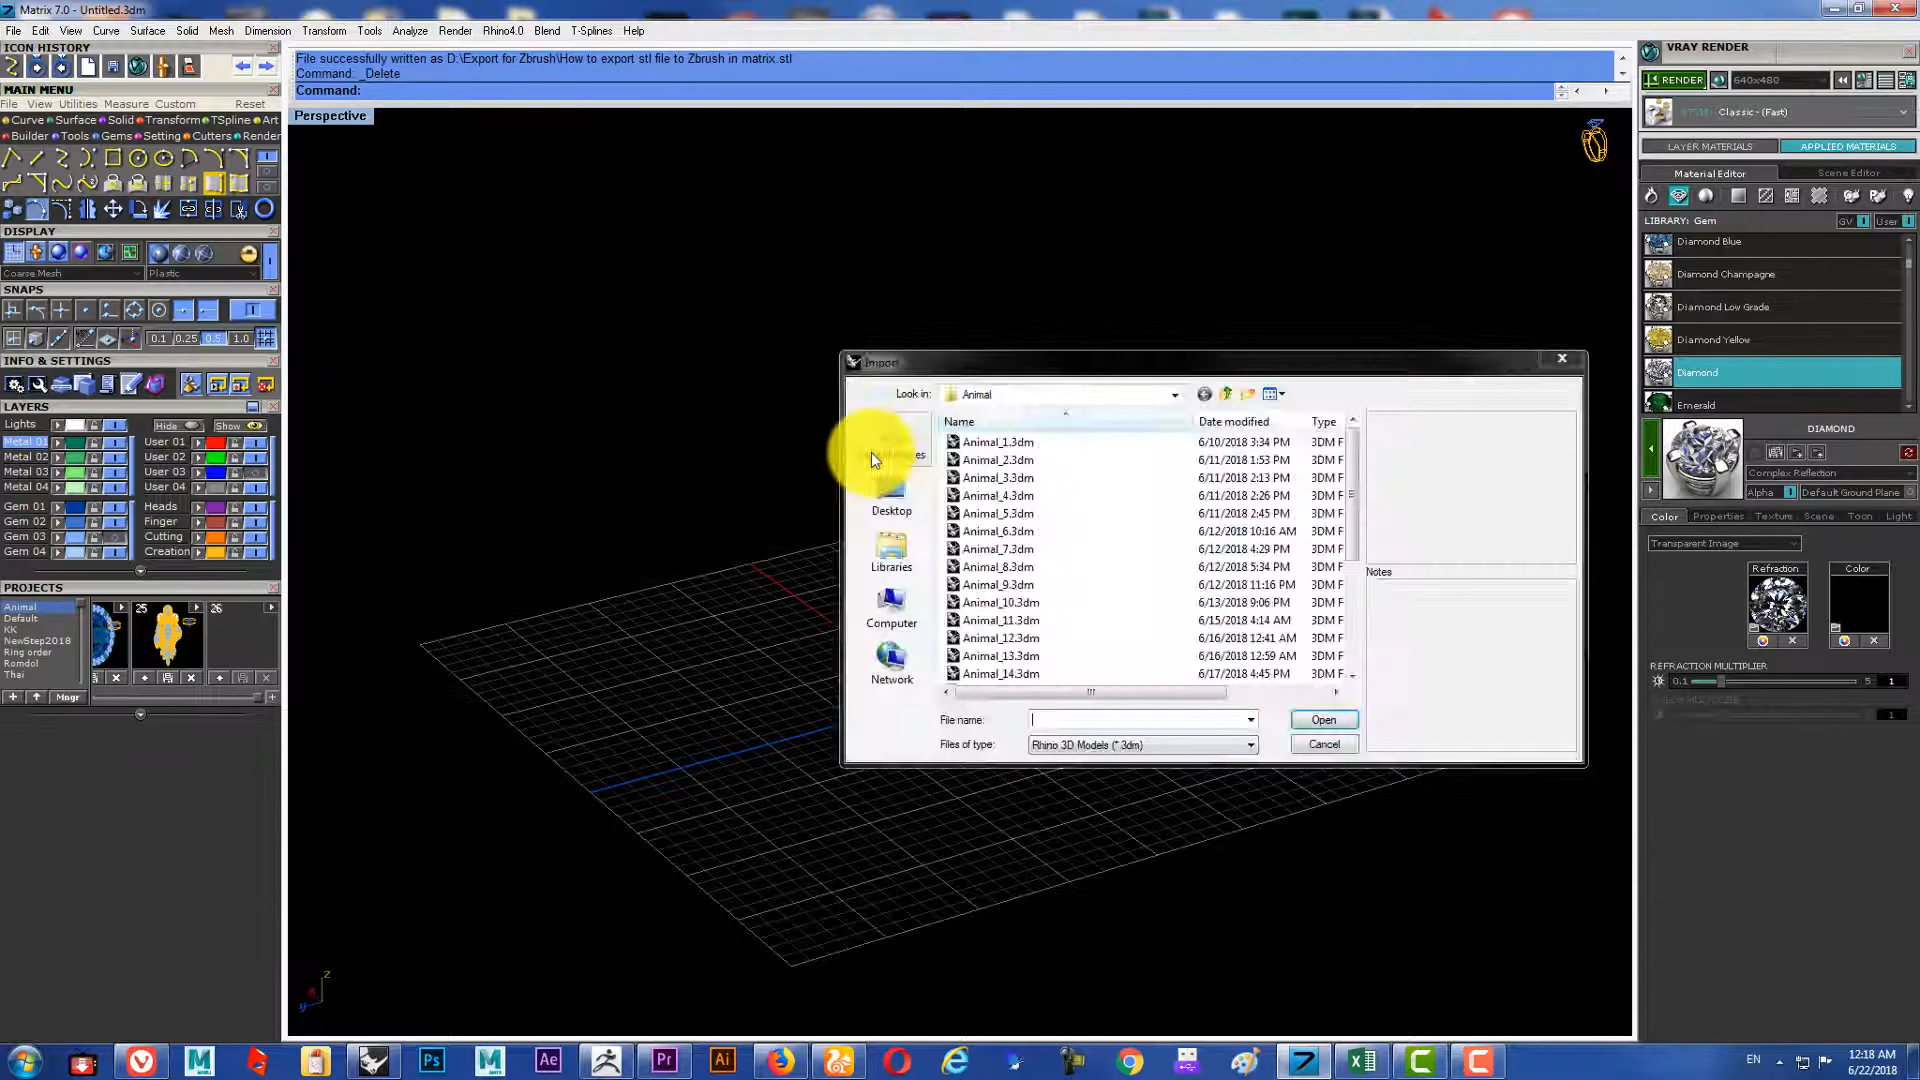 Matrix 7.0 - Untitled.3dm
File Edit View Curve Surface Solid Mesh Dimension Transform Tools Analyze Render Rhino4.0 Blend T-Splines Help
ICON HISTORY
MAIN MENU
File View Utilities Measure Custom Reset
Curve Surface Solid Transform TSpline Art
Builder Tools Gems Setting Cutters Render
DISPLAY
Coarse Mesh Plastic
SNAPS
0.1 0.25 0.5 1.0
INFO & SETTINGS
LAYERS
Lights Hide Show
Metal 01 User 01
Metal 02 User 02
Metal 03 User 03
Metal 04 User 04
Gem 01 Heads
Gem 02 Finger
Gem 03 Cutting
Gem 04 Creation
PROJECTS
Animal
Default
KK
NewStep2018
Ring order
Romdol
Thai
25 26
Mngr
File successfully written as D:\Export for Zbrush\How to export stl file to Zbrush in matrix.stl
Command: _Delete
Command:
Perspective
z
x
y
Import
Look in: Animal
Name Date modified Type
Animal_1.3dm 6/10/2018 3:34 PM 3DM F
Animal_2.3dm 6/11/2018 1:53 PM 3DM F
Animal_3.3dm 6/11/2018 2:13 PM 3DM F
Animal_4.3dm 6/11/2018 2:26 PM 3DM F
Animal_5.3dm 6/11/2018 2:45 PM 3DM F
Animal_6.3dm 6/12/2018 10:16 AM 3DM F
Animal_7.3dm 6/12/2018 4:29 PM 3DM F
Animal_8.3dm 6/12/2018 5:34 PM 3DM F
Animal_9.3dm 6/12/2018 11:16 PM 3DM F
Animal_10.3dm 6/13/2018 9:06 PM 3DM F
Animal_11.3dm 6/15/2018 4:14 AM 3DM F
Animal_12.3dm 6/16/2018 12:41 AM 3DM F
Animal_13.3dm 6/16/2018 12:59 AM 3DM F
Animal_14.3dm 6/17/2018 4:45 PM 3DM F
Desktop
Libraries
Computer
Network
File name:
Open
Files of type: Rhino 3D Models (*.3dm)
Cancel
Notes
VRAY RENDER
RENDER 640x480
Classic - (Fast)
LAYER MATERIALS APPLIED MATERIALS
Material Editor Scene Editor
LIBRARY: Gem GV User
Diamond Blue
Diamond Champagne
Diamond Low Grade
Diamond Yellow
Diamond
Emerald
DIAMOND
Complex Reflection
Alpha Default Ground Plane
Color Properties Texture Scene Toon Light
Transparent Image
Refraction Color
REFRACTION MULTIPLIER
0.1 5 1
1
Ps Ae Pr Ai
EN
12:18 AM
6/22/2018